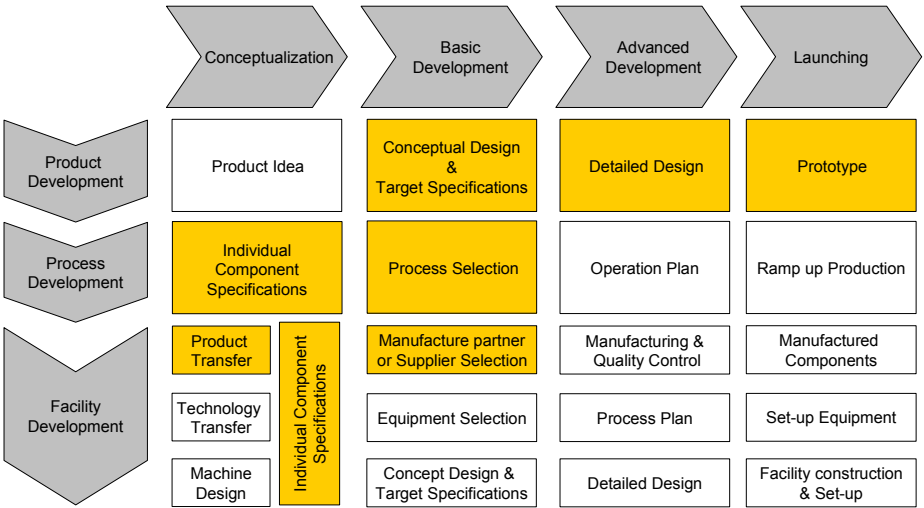 Conceptualization
Basic
Development
Advanced
Development
Launching
Product
Development
Product Idea
Conceptual Design
&
Target Specifications
Detailed Design
Prototype
Process
Development
Individual
Component
Specifications
Process Selection
Operation Plan
Ramp up Production
Facility
Development
Product
Transfer
Individual Component
Specifications
Manufacture partner
or Supplier Selection
Manufacturing &
Quality Control
Manufactured
Components
Technology
Transfer
Equipment Selection
Process Plan
Set-up Equipment
Machine
Design
Concept Design &
Target Specifications
Detailed Design
Facility construction
& Set-up